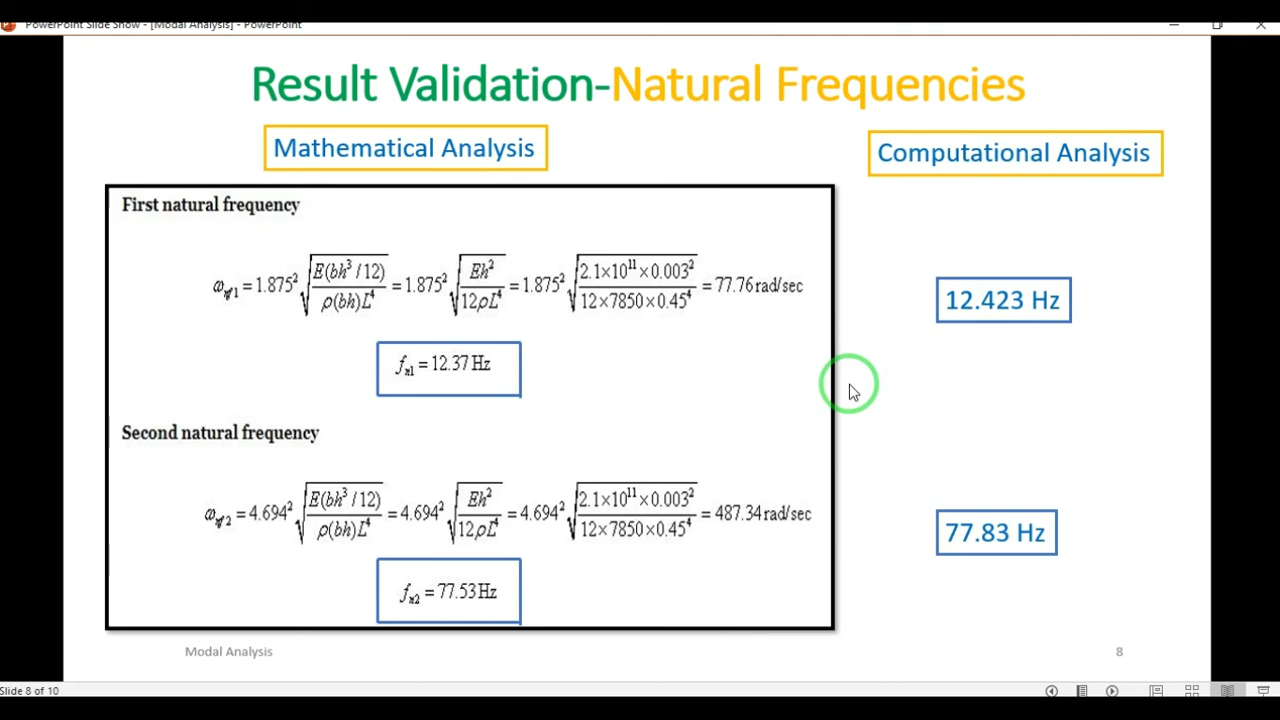 PowerPoint Slide Show - [Modal Analysis] - PowerPoint
Result Validation-Natural Frequencies
Mathematical Analysis
Computational Analysis
First natural frequency
ω_nf1 = 1.875² √(E(bh³/12) / ρ(bh)L⁴) = 1.875² √(Eh² / 12ρL⁴) = 1.875² √(2.1×10¹¹×0.003² / 12×7850×0.45⁴) = 77.76 rad/sec
12.423 Hz
f_n1 = 12.37 Hz
Second natural frequency
ω_nf2 = 4.694² √(E(bh³/12) / ρ(bh)L⁴) = 4.694² √(Eh² / 12ρL⁴) = 4.694² √(2.1×10¹¹×0.003² / 12×7850×0.45⁴) = 487.34 rad/sec
77.83 Hz
f_n2 = 77.53 Hz
Modal Analysis
8
Slide 8 of 10